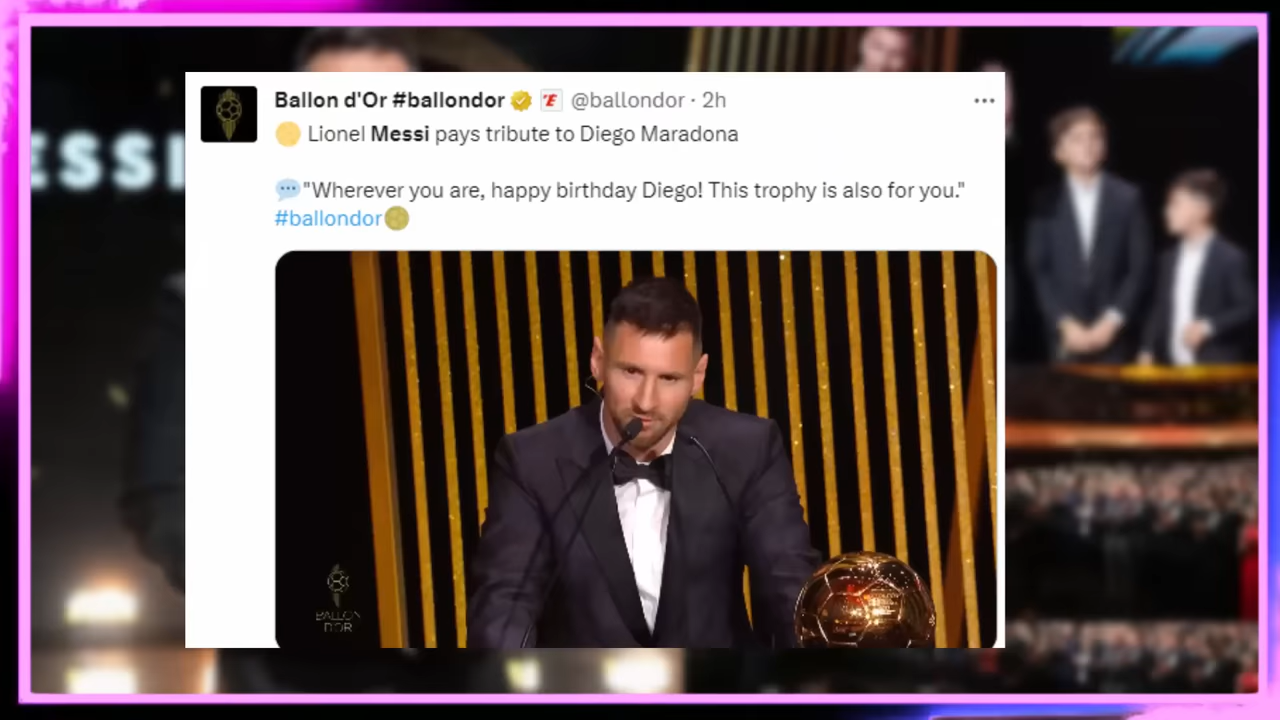 Ballon d'Or #ballondor @ballondor · 2h
Lionel Messi pays tribute to Diego Maradona
"Wherever you are, happy birthday Diego! This trophy is also for you."
#ballondor
ESSI
BALLON
D'OR